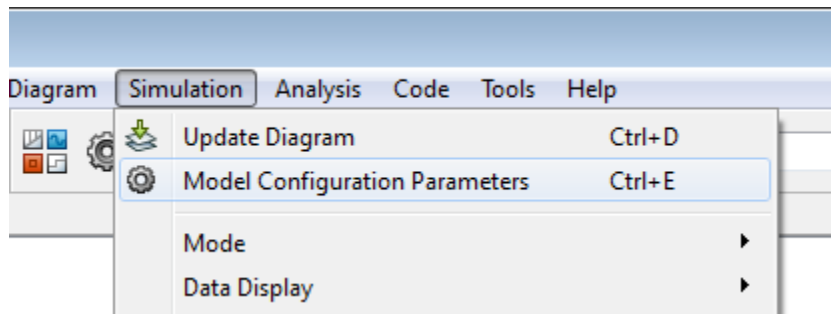 Diagram Simulation Analysis Code Tools Help
Update Diagram Ctrl+D
Model Configuration Parameters Ctrl+E
Mode
Data Display